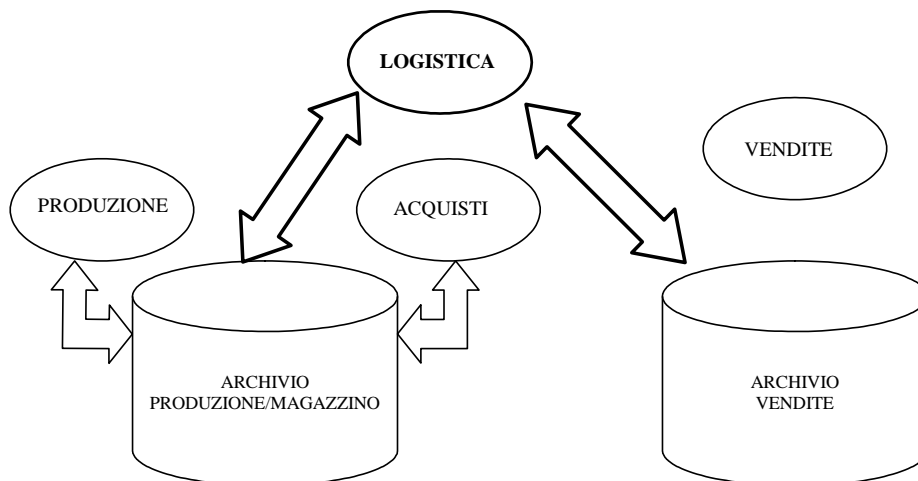 LOGISTICA
VENDITE
PRODUZIONE
ACQUISTI
ARCHIVIO
PRODUZIONE/MAGAZZINO
ARCHIVIO
VENDITE